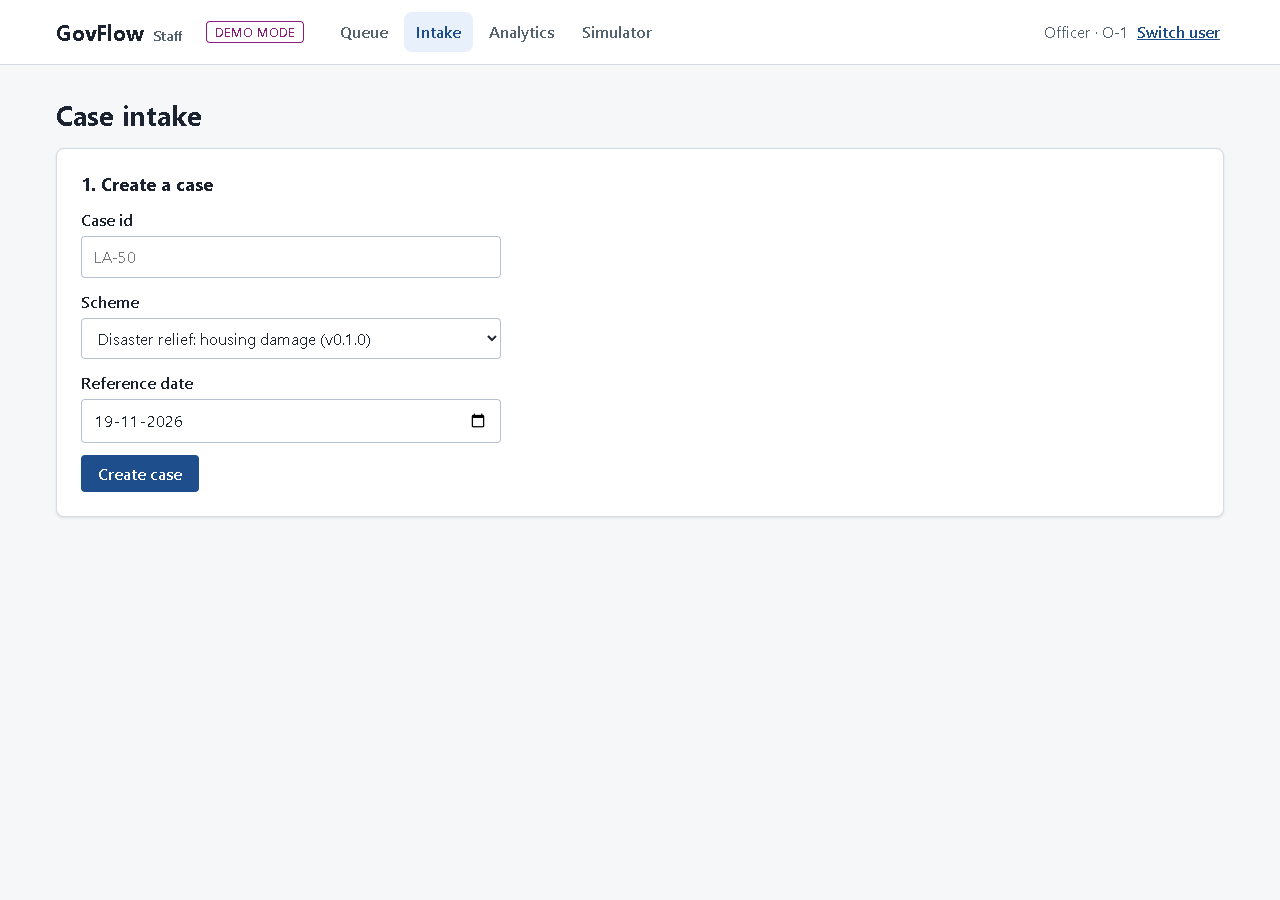 GovFlow Staff DEMO MODE Queue Intake Analytics Simulator Officer · O-1 Switch user
Case intake
1. Create a case
Case id
LA-50
Scheme
Disaster relief: housing damage (v0.1.0)
Reference date
19-11-2026
Create case